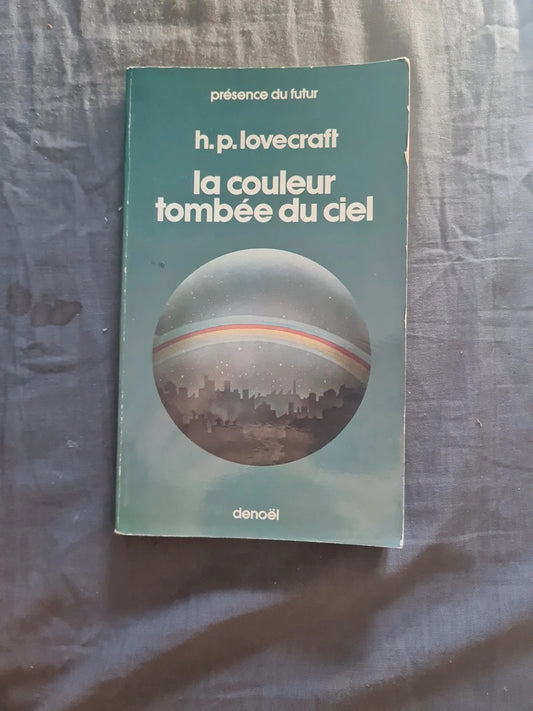 présence du futur
h.p.lovecraft
la couleur
tombée du ciel
denoël